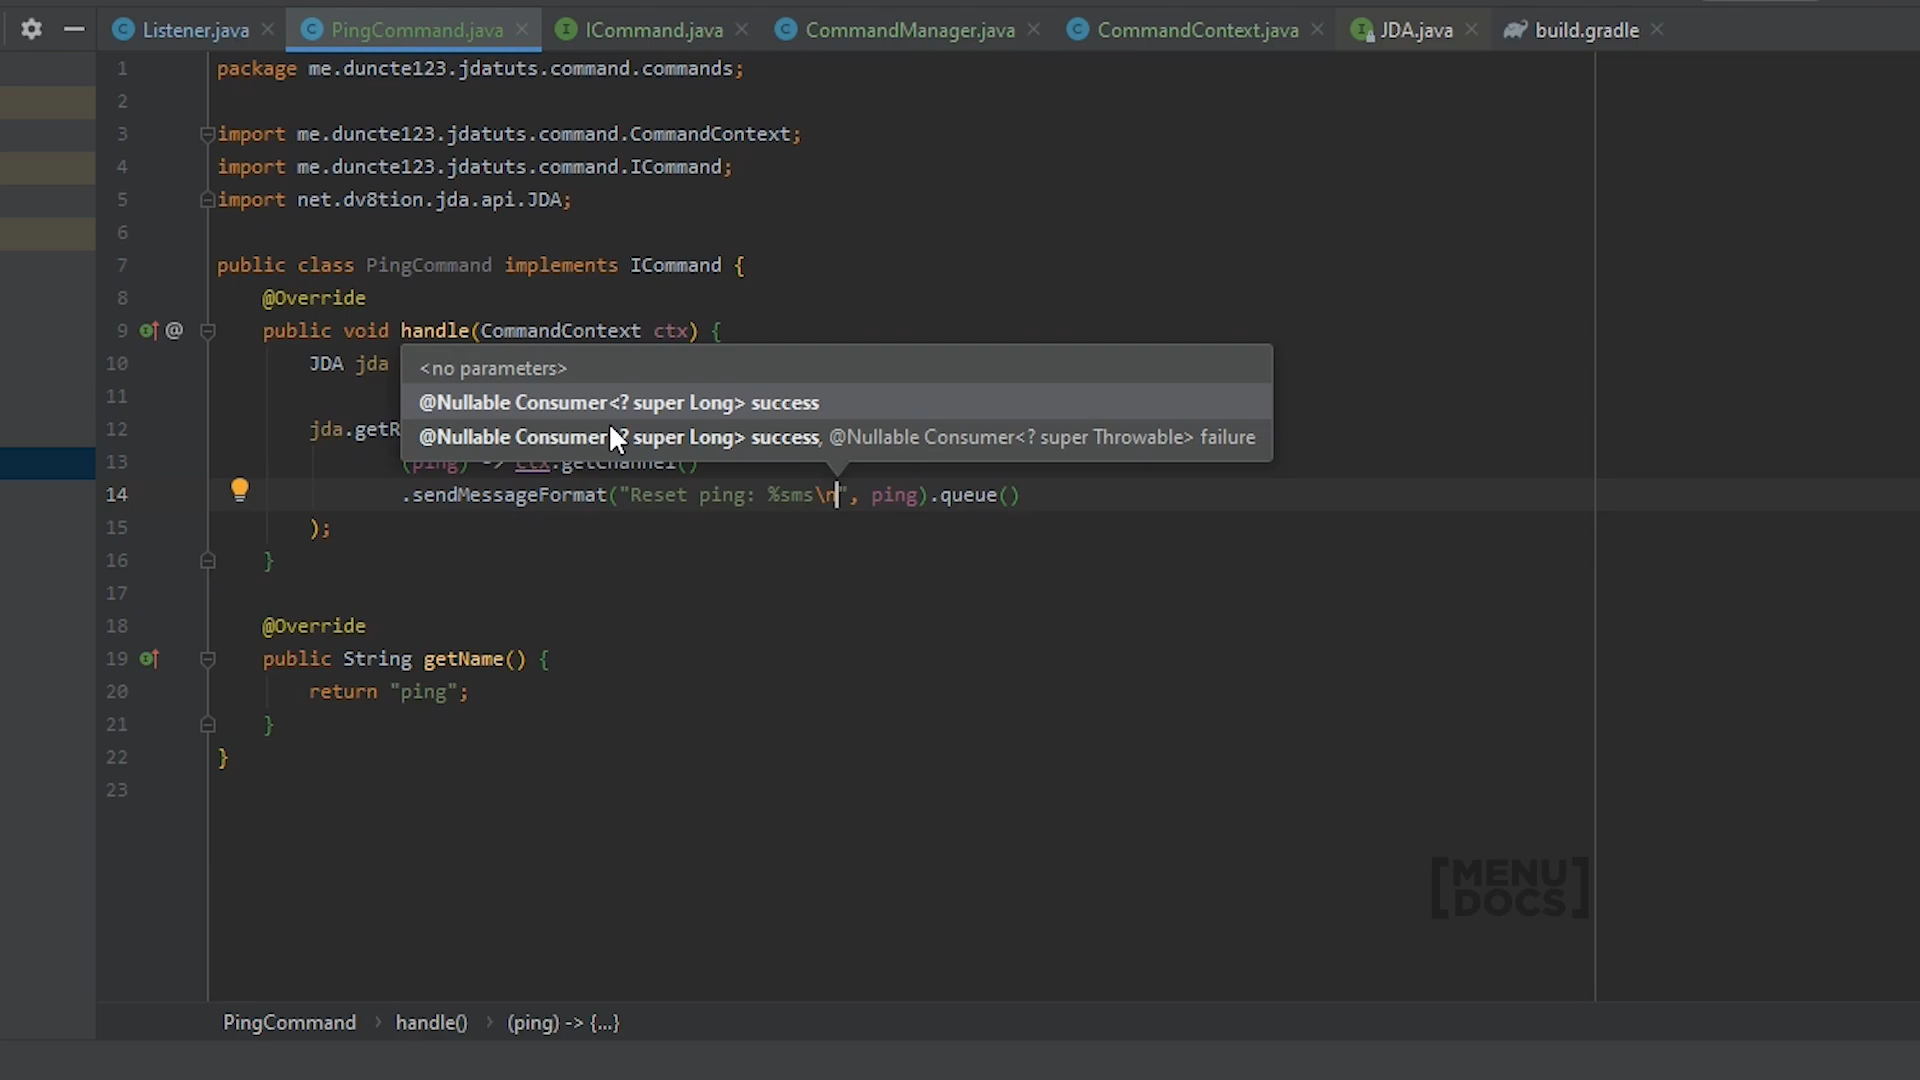 Listener.java PingCommand.java ICommand.java CommandManager.java CommandContext.java JDA.java build.gradle
1 package me.duncte123.jdatuts.command.commands;
2
3 import me.duncte123.jdatuts.command.CommandContext;
4 import me.duncte123.jdatuts.command.ICommand;
5 import net.dv8tion.jda.api.JDA;
6
7 public class PingCommand implements ICommand {
8 @Override
9 @ public void handle(CommandContext ctx) {
10 JDA jda
<no parameters>
11
@Nullable Consumer<? super Long> success
12 jda.getR
@Nullable Consumer<? super Long> success, @Nullable Consumer<? super Throwable> failure
13 (ping) -> ctx.getChannel()
14 .sendMessageFormat("Reset ping: %sms\n", ping).queue()
15 );
16 }
17
18 @Override
19 public String getName() {
20 return "ping";
21 }
22 }
23
[MENU
DOCS]
PingCommand › handle() › (ping) -> {...}